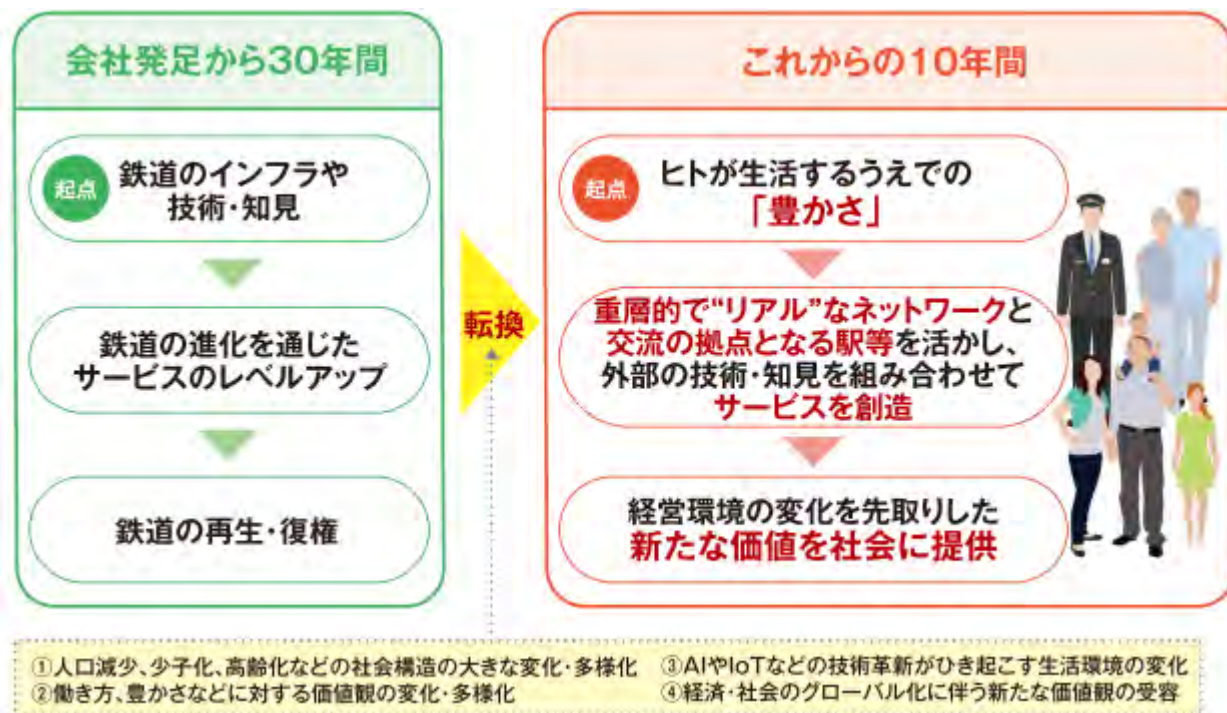 会社発足から30年間
起点
鉄道のインフラや
技術・知見
鉄道の進化を通じた
サービスのレベルアップ
鉄道の再生・復権
転換
これからの10年間
起点
ヒトが生活するうえでの
「豊かさ」
重層的で“リアル”なネットワークと
交流の拠点となる駅等を活かし、
外部の技術・知見を組み合わせて
サービスを創造
経営環境の変化を先取りした
新たな価値を社会に提供
①人口減少、少子化、高齢化などの社会構造の大きな変化・多様化
②働き方、豊かさなどに対する価値観の変化・多様化
③AIやIoTなどの技術革新がひき起こす生活環境の変化
④経済・社会のグローバル化に伴う新たな価値観の受容